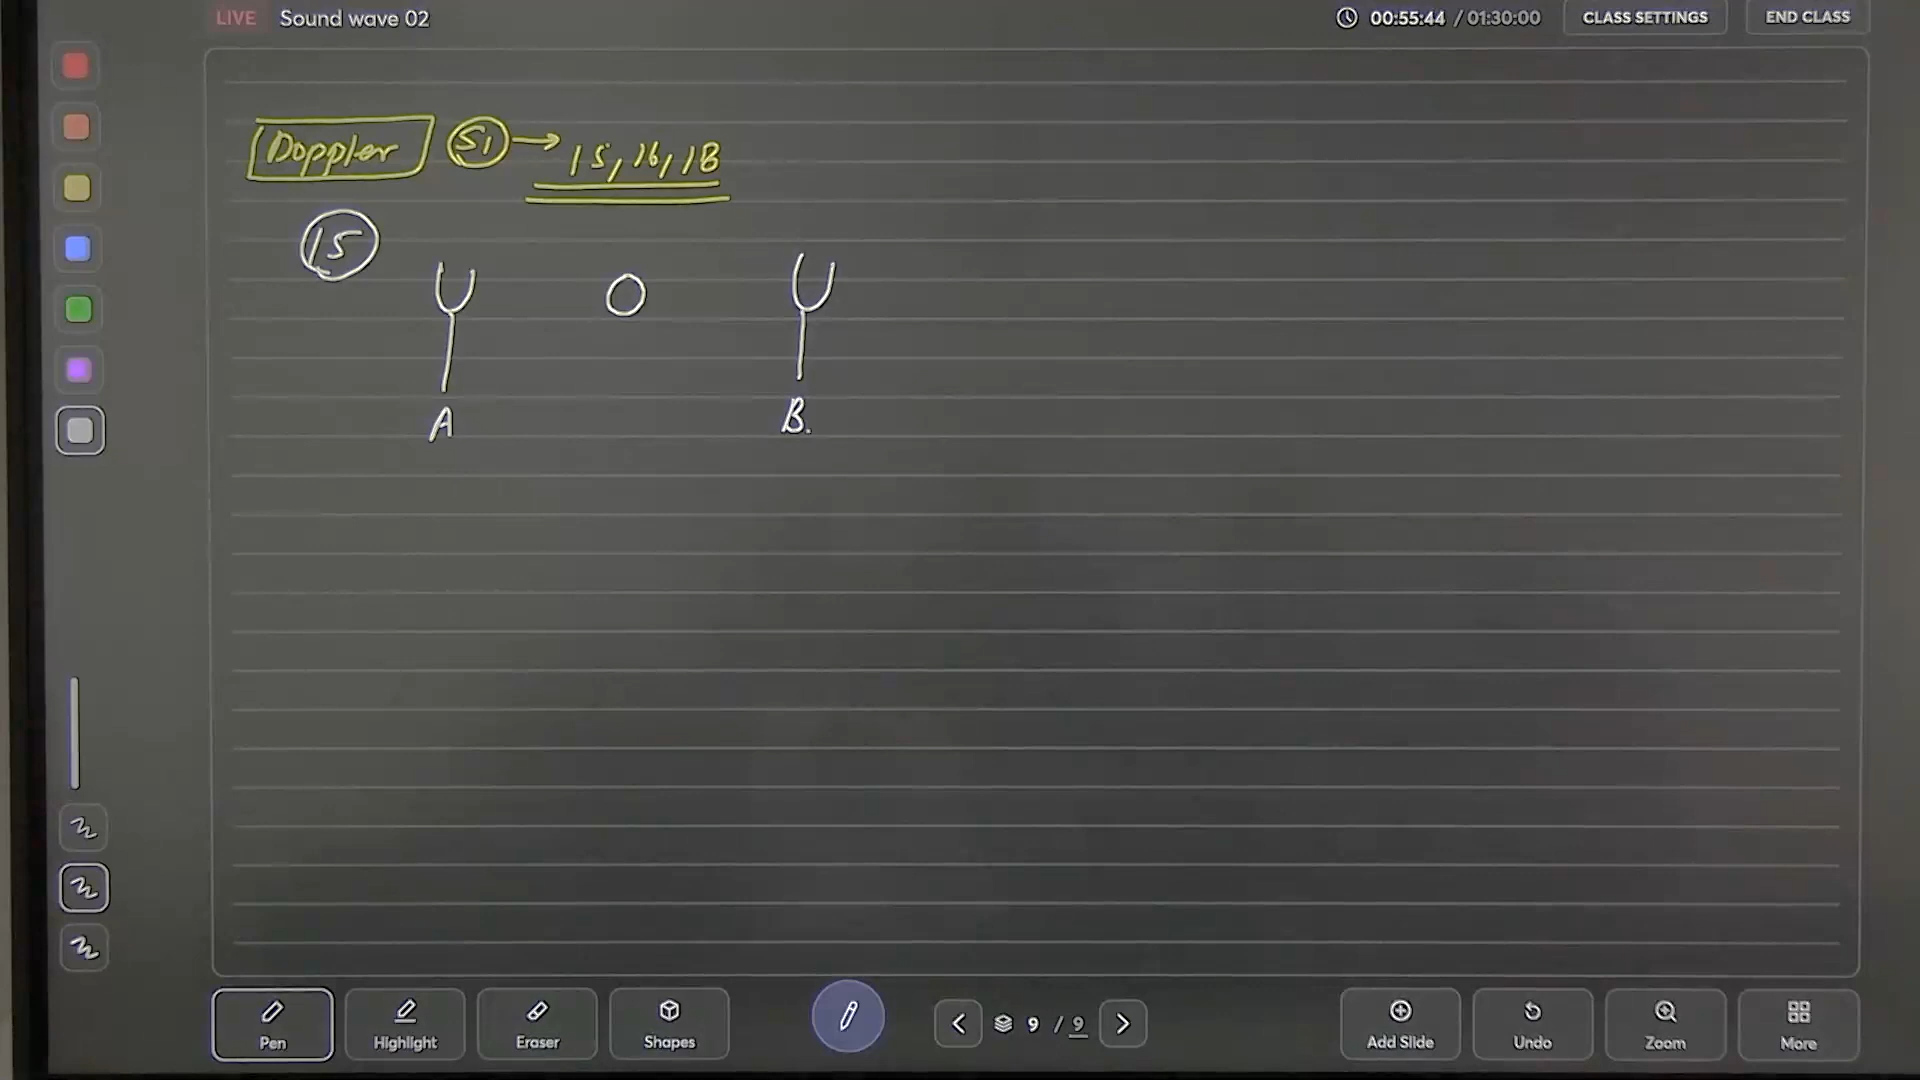 LIVE Sound wave 02 00:55:44 / 01:30:00 CLASS SETTINGS END CLASS
Doppler S1 → 15, 16, 18
15
O
A B.
Pen Highlight Eraser Shapes 9 / 9 Add Slide Undo Zoom More